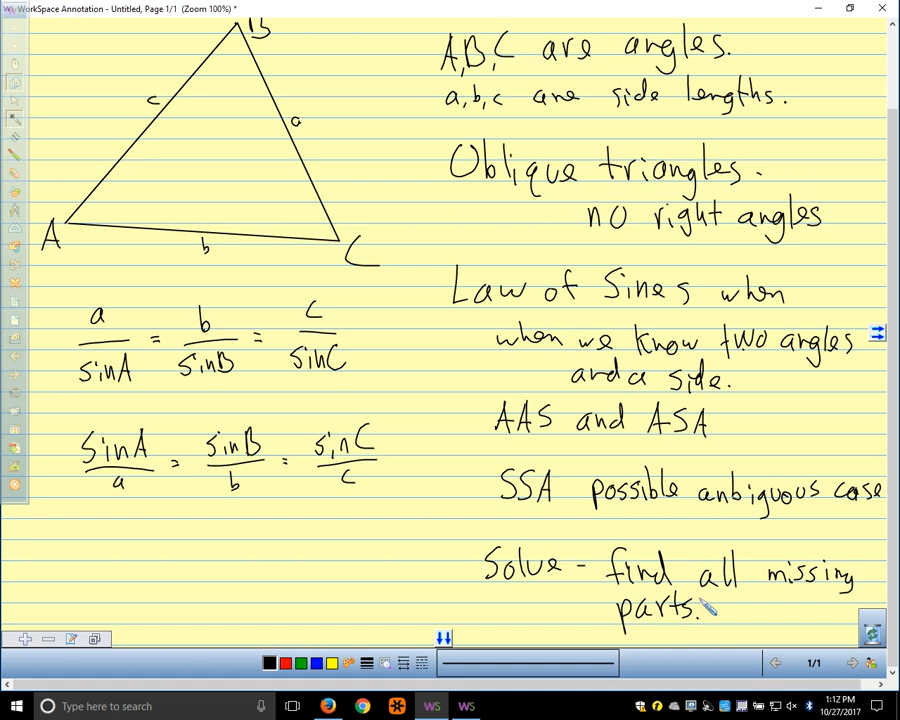 WorkSpace Annotation - Untitled, Page 1/1 (Zoom 100%) *
B
c
a
A
b
C
a/sinA = b/sinB = c/sinC
sinA/a = sinB/b = sinC/c
A,B,C are angles.
a,b,c are side lengths.
Oblique triangles.
no right angles
Law of Sines when
when we know two angles
and a side.
AAS and ASA
SSA possible anbiguous case
Solve - find all missing
parts.
1/1
Type here to search
WS
WS
1:12 PM
10/27/2017